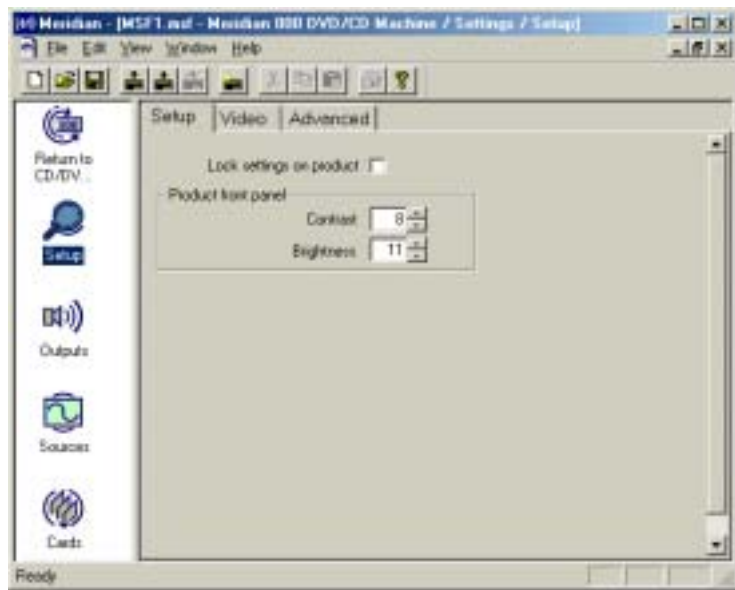 Meridian - [MSF1.msf - Meridian 800 DVD/CD Machine / Settings / Setup]
File Edit View Window Help
Setup Video Advanced
Return to
CD/DV...
Lock settings on product
Product front panel
Contrast 8
Brightness 11
Setup
Outputs
Sources
Cards
Ready